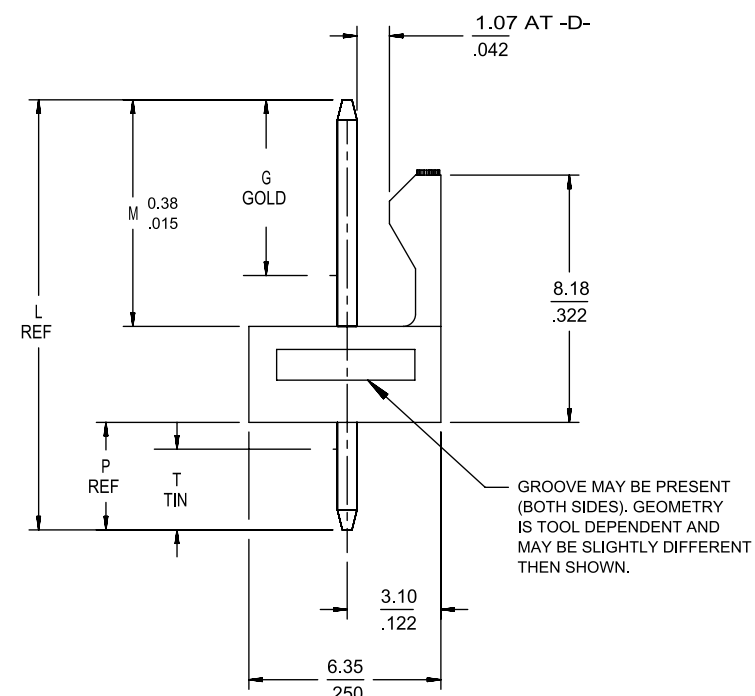 1.07 AT -D-
.042
G
GOLD
M 0.38
.015
L
REF
8.18
.322
P
REF
T
TIN
GROOVE MAY BE PRESENT
(BOTH SIDES). GEOMETRY
IS TOOL DEPENDENT AND
MAY BE SLIGHTLY DIFFERENT
THEN SHOWN.
3.10
.122
6.35
.250